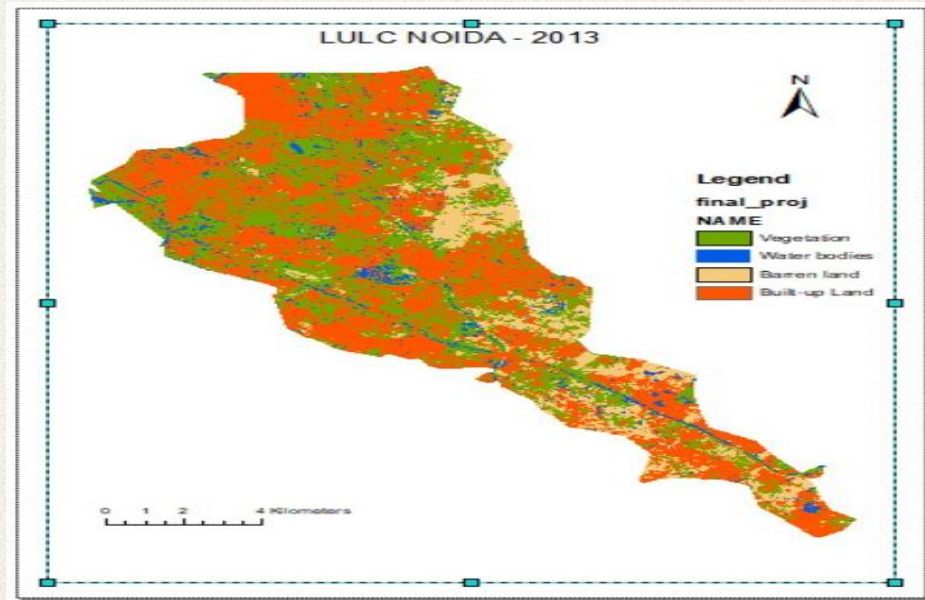 LULC NOIDA - 2013
N
Legend
final_proj
NAME
Vegetation
Water bodies
Barren land
Built-up Land
0 1 2 4 Kilometers